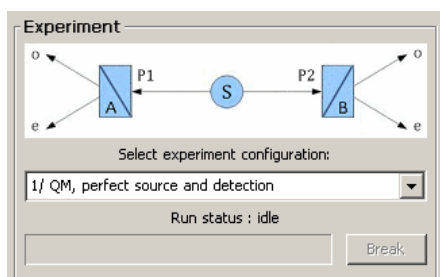 Experiment
o P1 P2 o
S
A B
e e
Select experiment configuration:
1/ QM, perfect source and detection
Run status : idle
Break